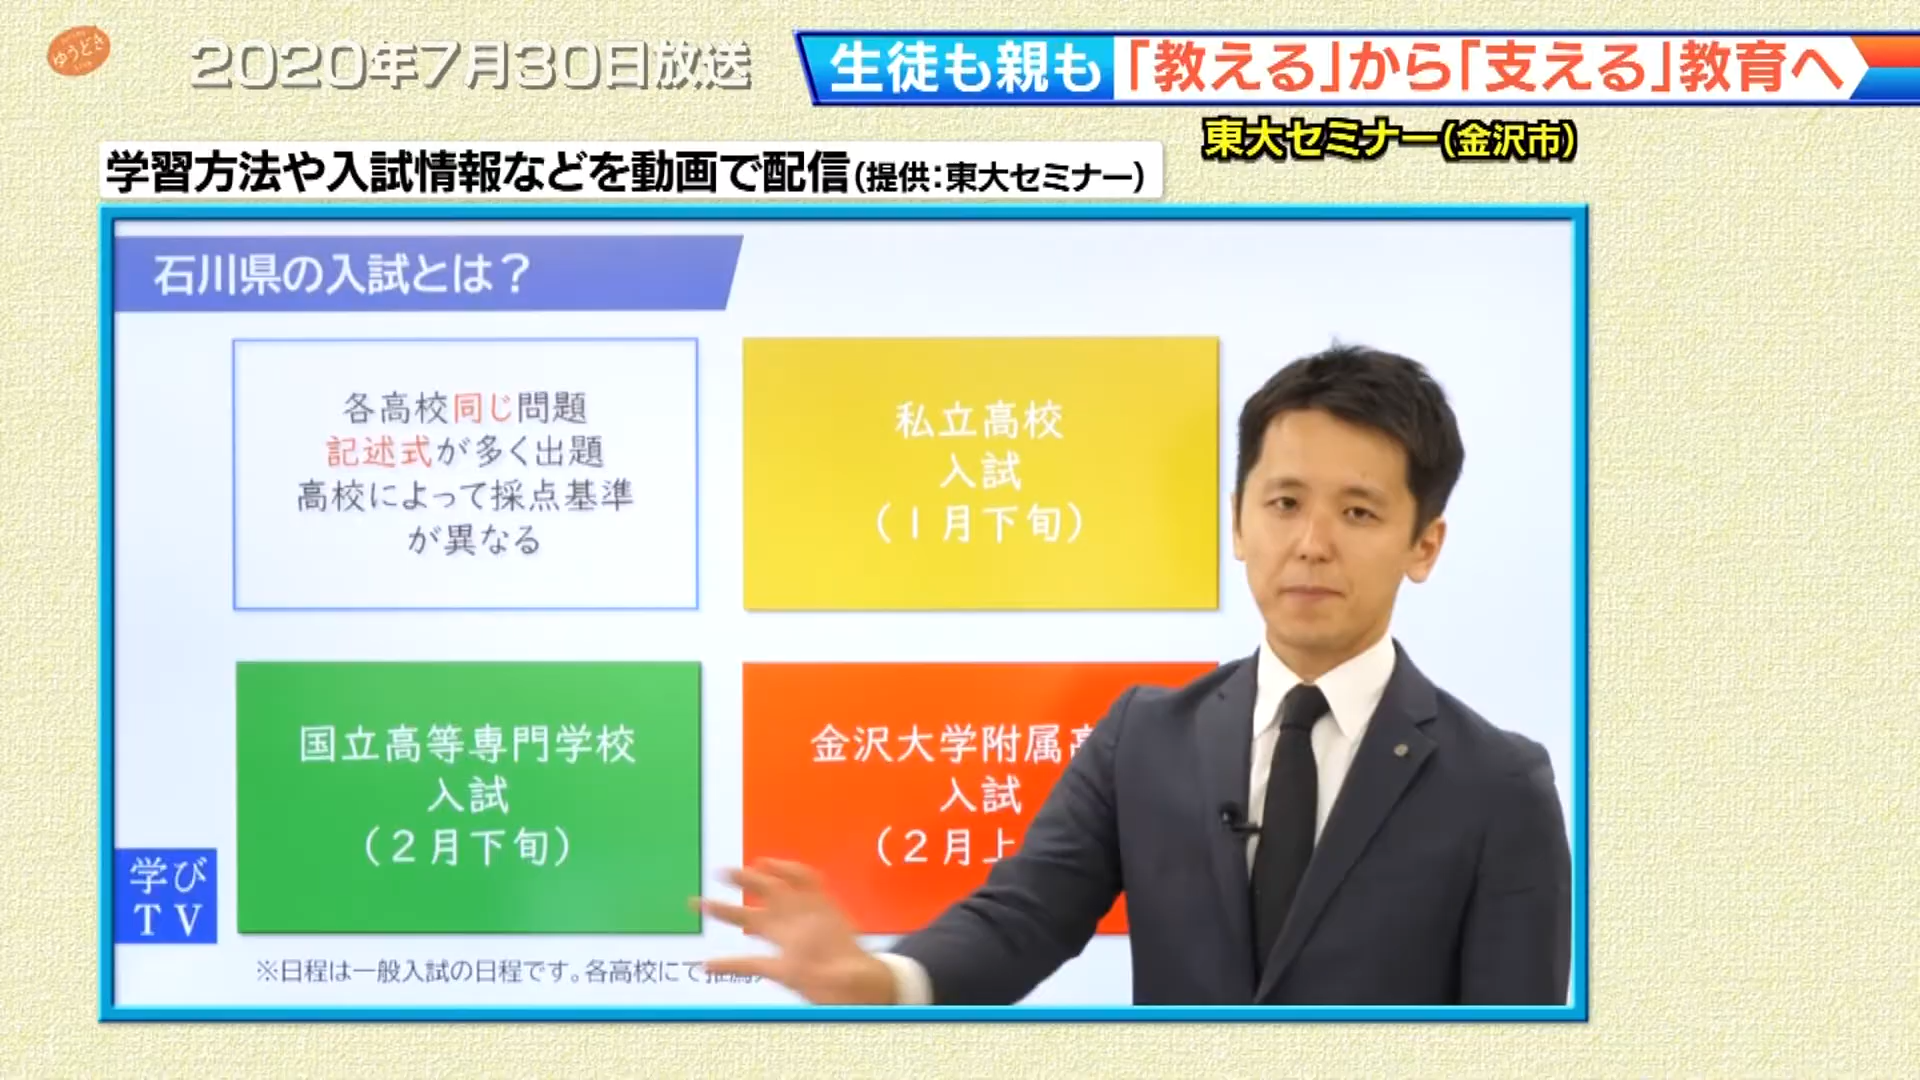 ゆうどき
2020年7月30日放送
生徒も親も「教える」から「支える」教育へ
東大セミナー(金沢市)
学習方法や入試情報などを動画で配信(提供:東大セミナー)
石川県の入試とは?
各高校同じ問題
記述式が多く出題
高校によって採点基準
が異なる
私立高校
入試
(1月下旬)
国立高等専門学校
入試
(2月下旬)
金沢大学附属高
入試
(2月上
学び
TV
※日程は一般入試の日程です。各高校にて推薦